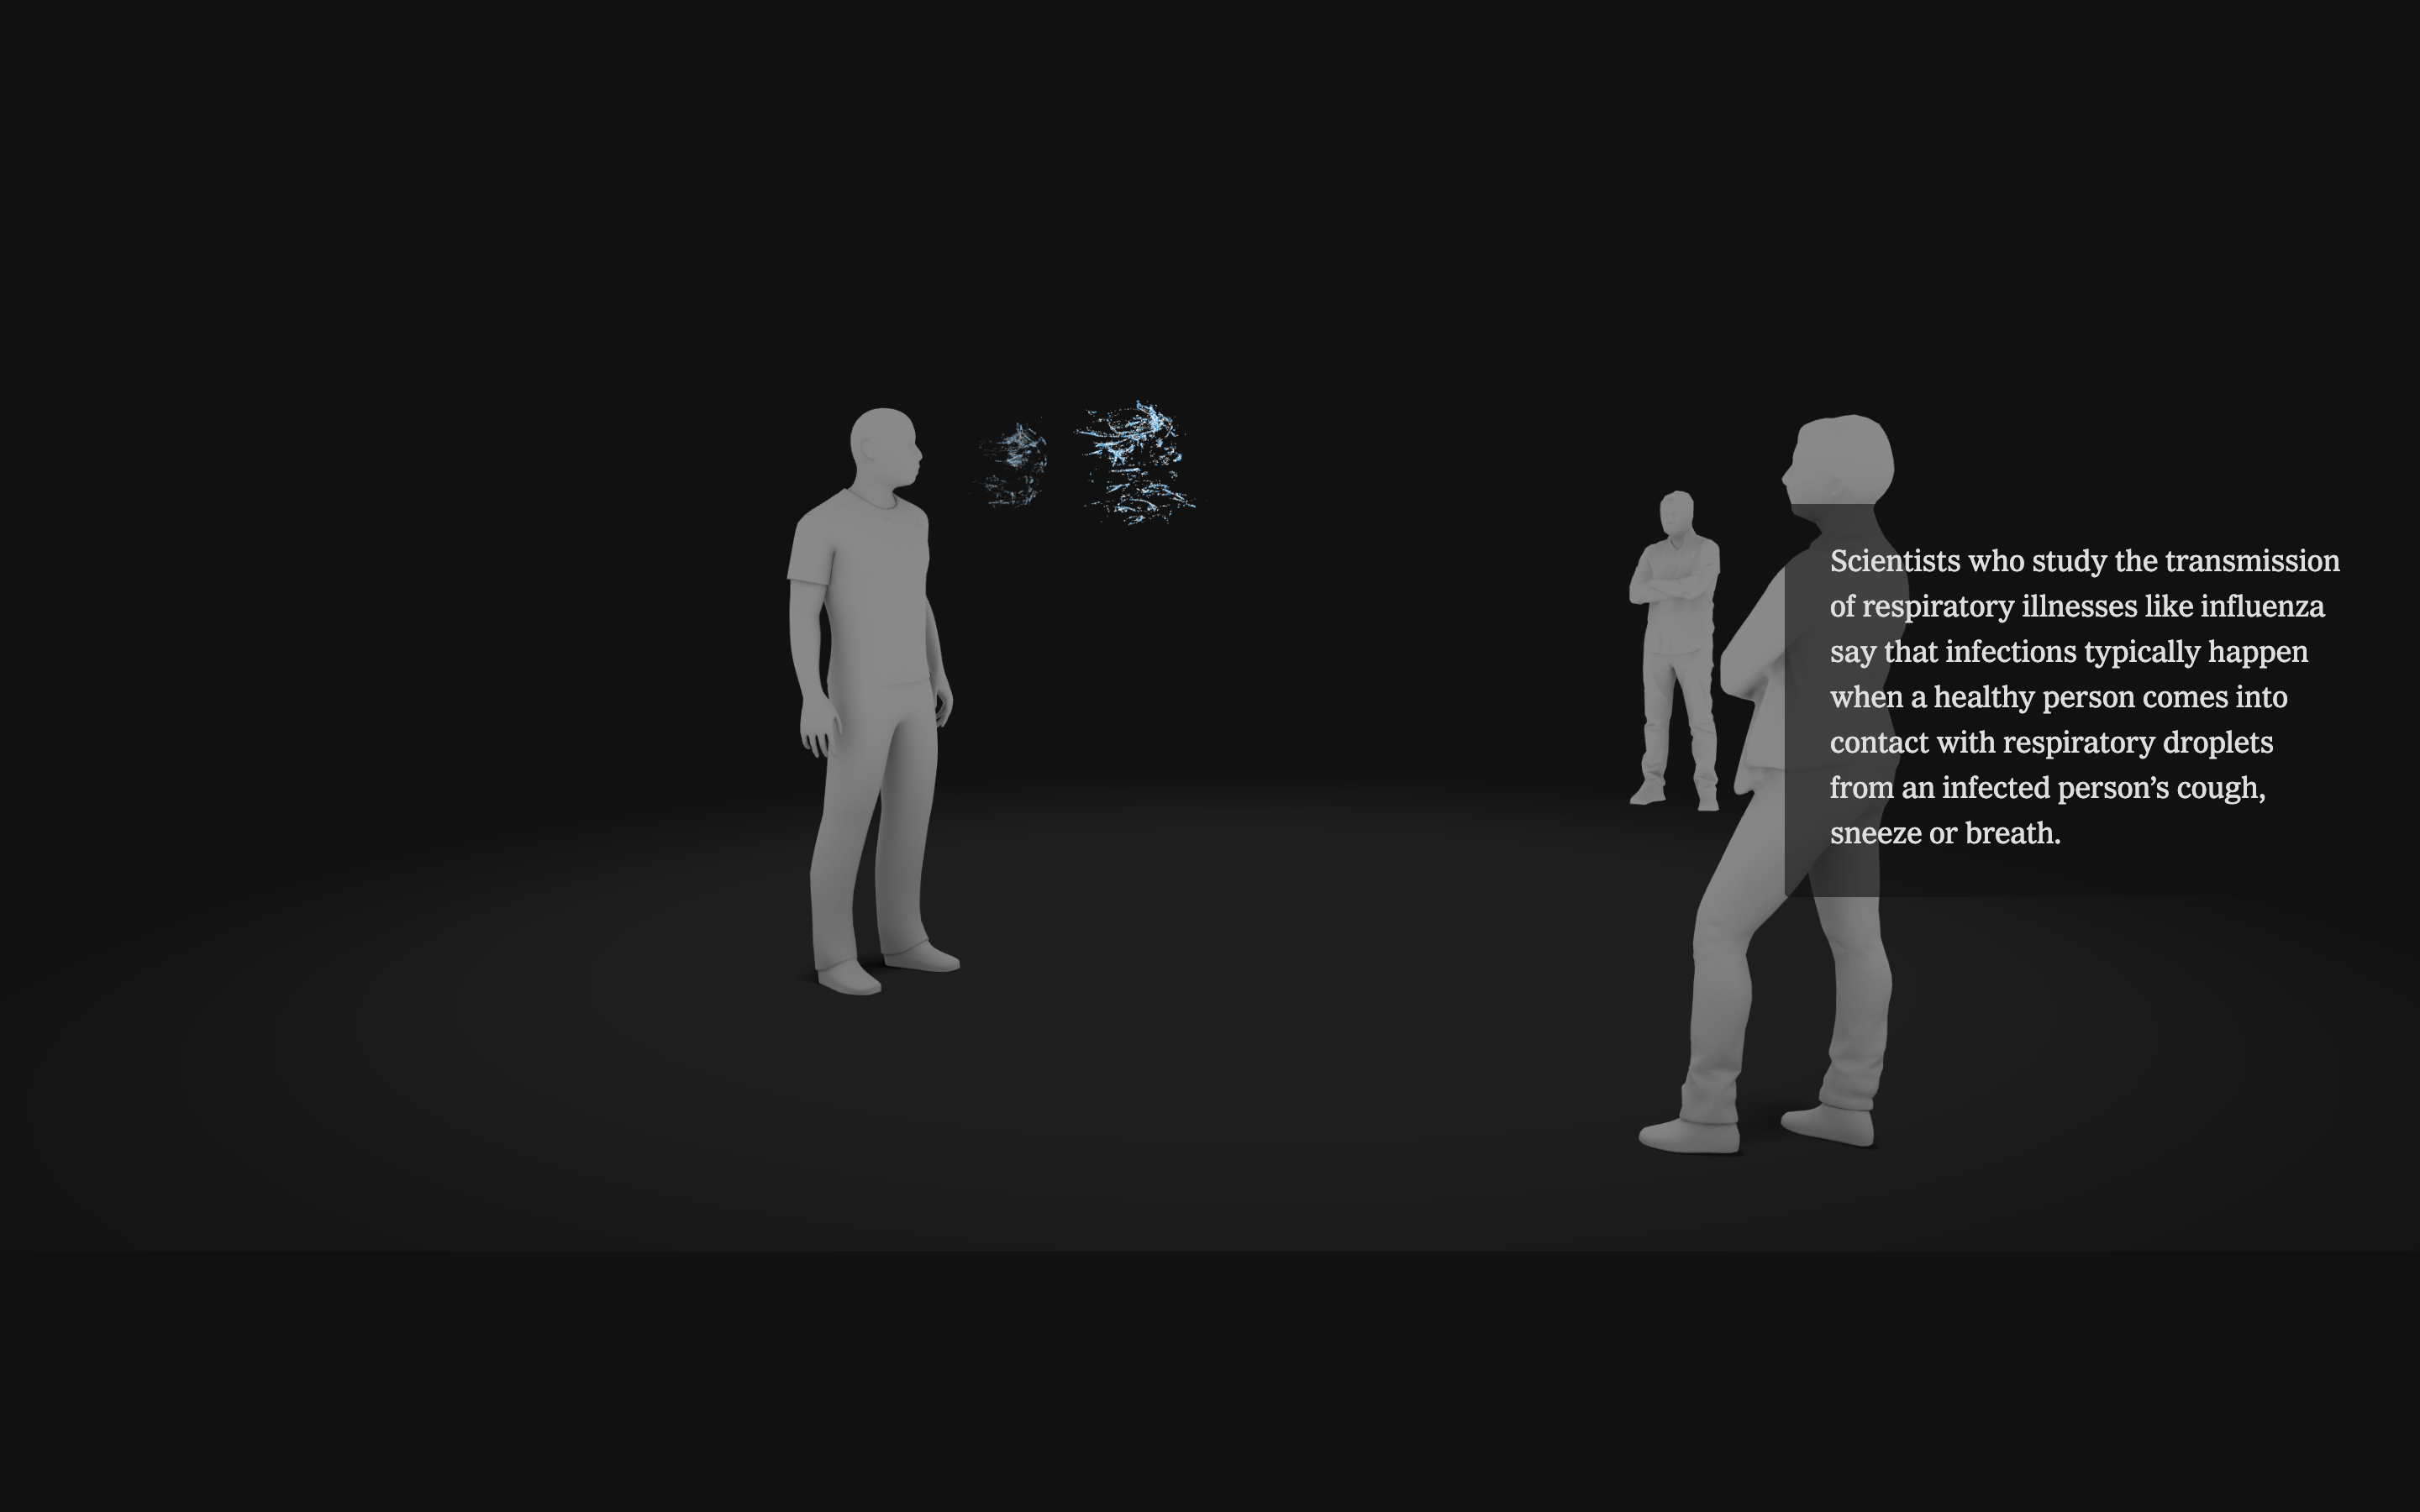 Scientists who study the transmission
of respiratory illnesses like influenza
say that infections typically happen
when a healthy person comes into
contact with respiratory droplets
from an infected person’s cough,
sneeze or breath.